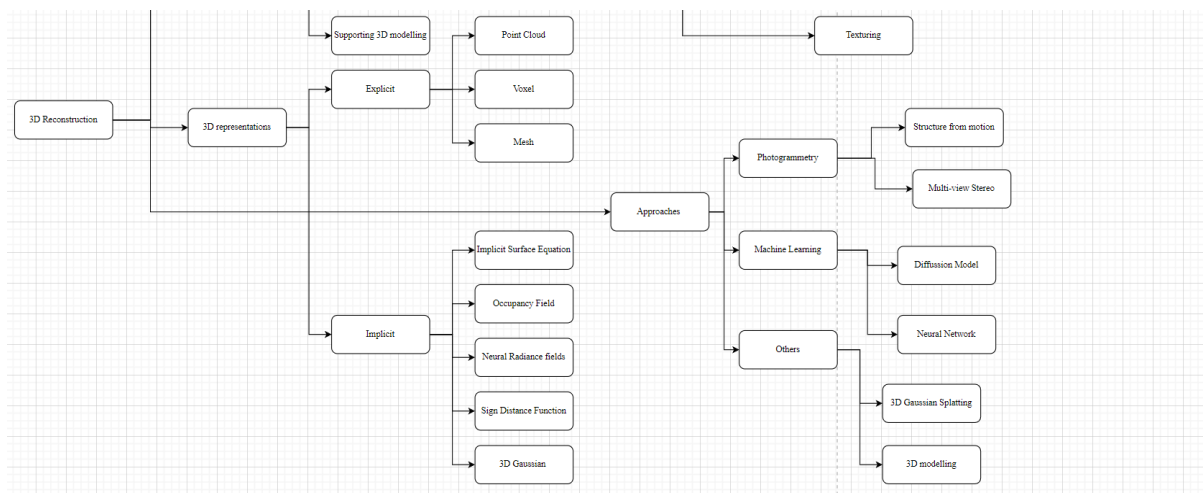 Supporting 3D modelling
Point Cloud
Texturing
Explicit
Voxel
3D Reconstruction
3D representations
Mesh
Structure from motion
Photogrammetry
Multi-view Stereo
Approaches
Implicit Surface Equation
Machine Learning
Diffussion Model
Occupancy Field
Implicit
Neural Network
Others
Neural Radiance fields
3D Gaussian Splatting
Sign Distance Function
3D Gaussian
3D modelling